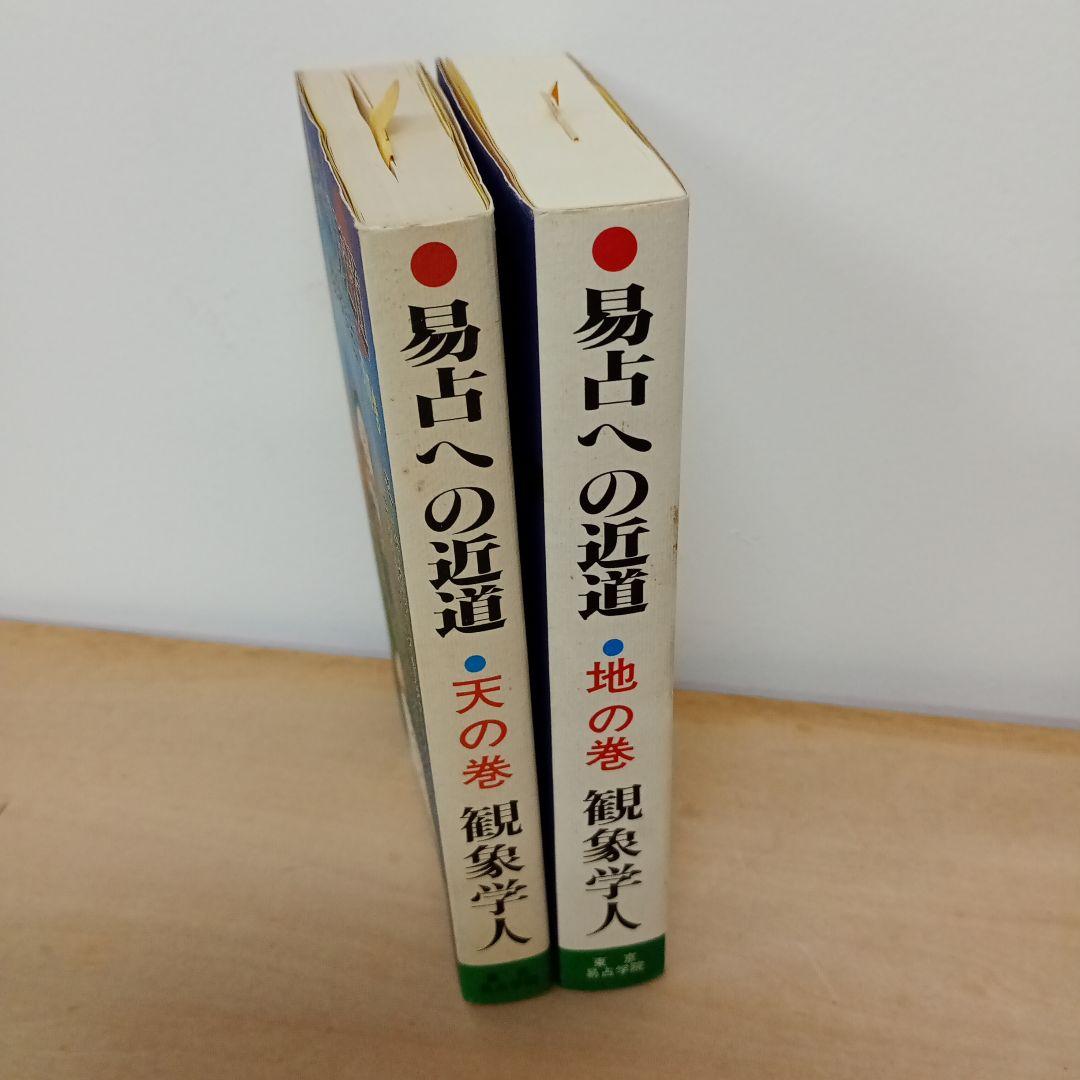 易占への近道
天の巻
観象学人
易占への近道
地の巻
観象学人
東京
易占学院